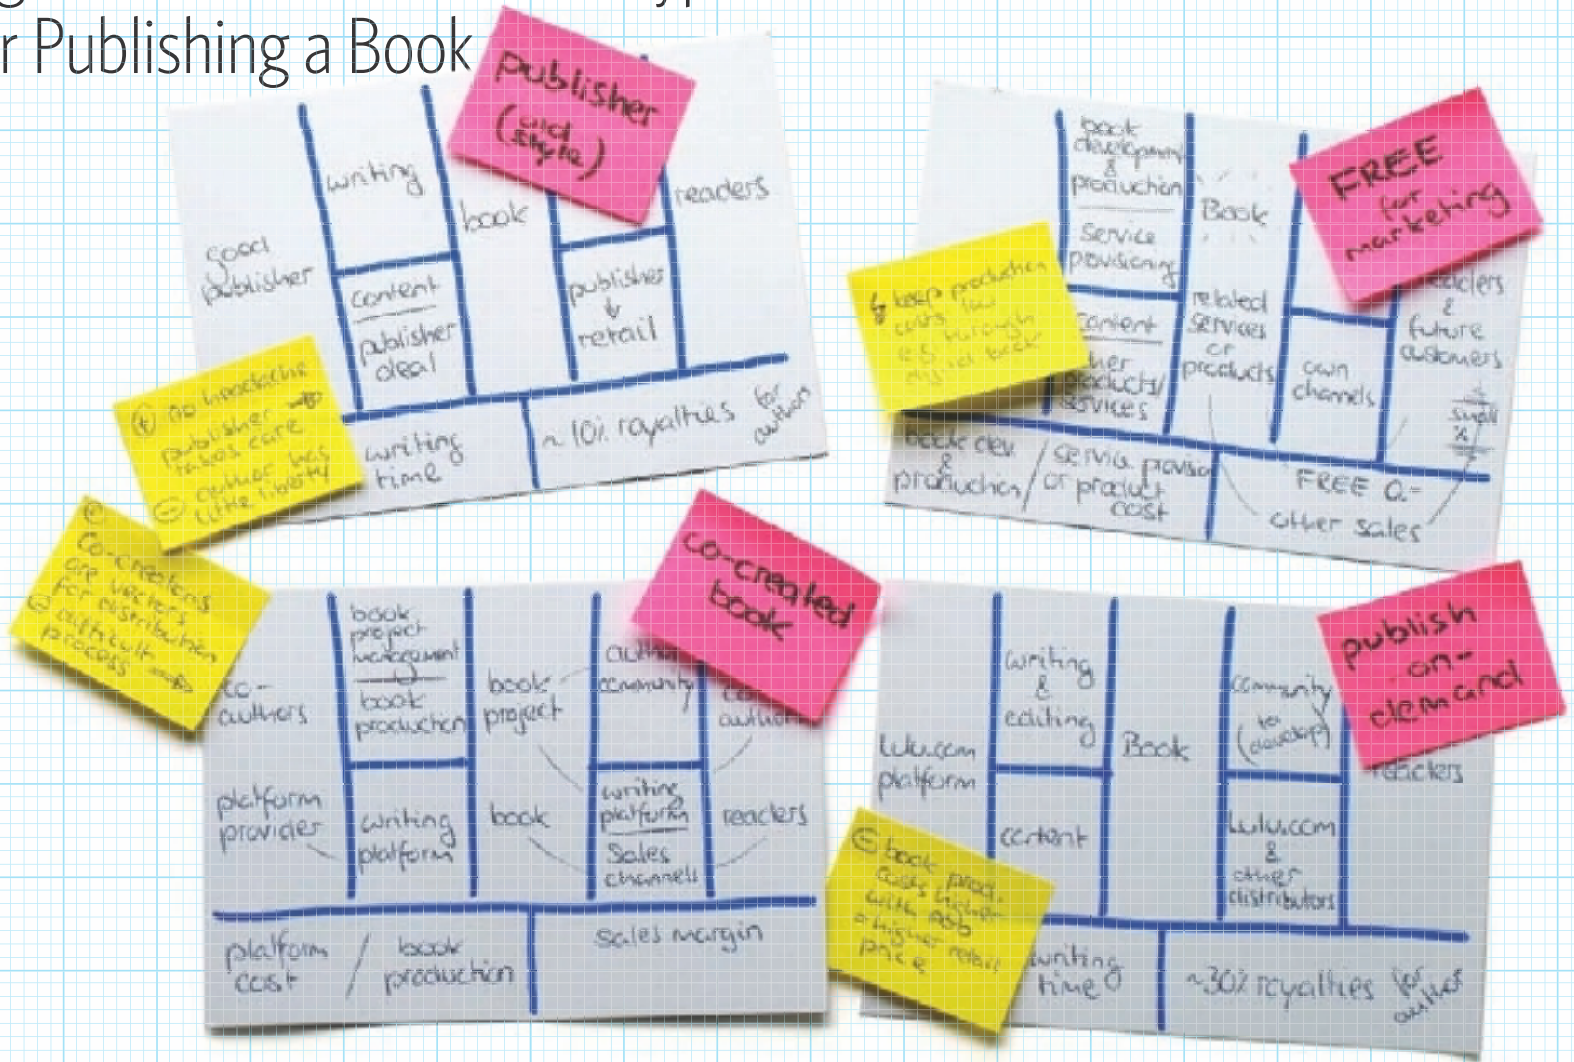 r Publishing a Book
publisher
(old
style)
good
publisher
writing
content
publisher
deal
book
publisher
retail
readers
writing
time
~10% royalties for
authors
+ no headache
publisher
takes care
- author has
little liberty
FREE
for
marketing
book
development
&
production
service
provisioning
content
products/
services
Book
related
services
or
products
own
channels
readers
&
future
customers
small
book dev
&
production /
service provision
or product
cost
FREE 0.-
other sales
keep production
costs low
through
co-created
book
Co-creators
are vectors
for distribution
- difficult
process
co-
authors
platform
provider
book
project
management
book
production
writing
platform
book
project
book
author
community
writing
platform
Sales
channels
authors
readers
platform
cost
/ book
production
Sales margin
publish
on-
demand
Lulu.com
platform
writing
&
editing
content
Book
community
(to
develop)
Lulu.com
&
other
distributors
readers
- book prod.
costs higher
with POD
higher retail
price
writing
time
~30% royalties for
author